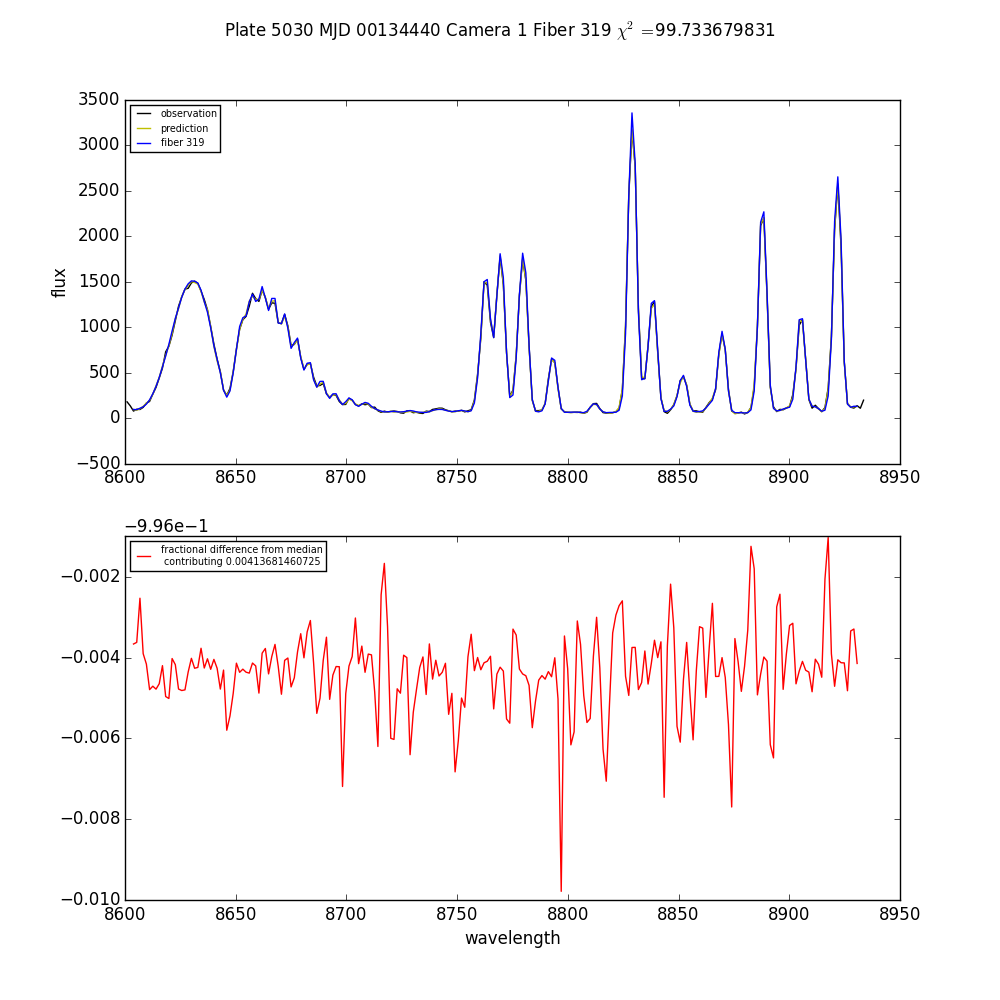 Plate 5030 MJD 00134440 Camera 1 Fiber 319 χ² =99.733679831
3500
3000
2500
2000
1500
1000
500
0
−500
flux
observation
prediction
fiber 319
8600 8650 8700 8750 8800 8850 8900 8950
−9.96e−1
−0.002
−0.004
−0.006
−0.008
−0.010
fractional difference from median
contributing 0.00413681460725
8600 8650 8700 8750 8800 8850 8900 8950
wavelength